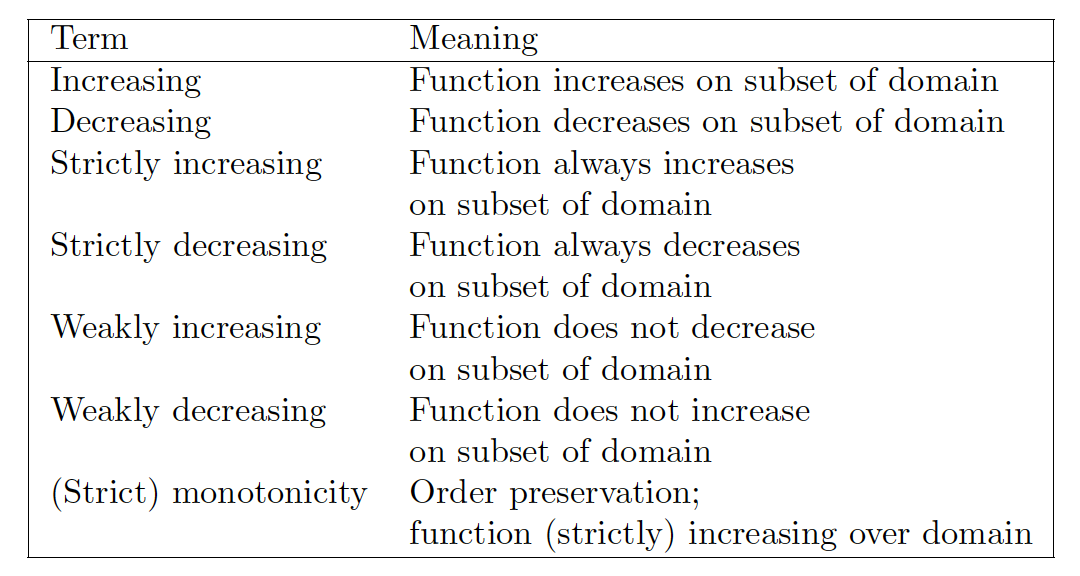 Term Meaning
Increasing Function increases on subset of domain
Decreasing Function decreases on subset of domain
Strictly increasing Function always increases
on subset of domain
Strictly decreasing Function always decreases
on subset of domain
Weakly increasing Function does not decrease
on subset of domain
Weakly decreasing Function does not increase
on subset of domain
(Strict) monotonicity Order preservation;
function (strictly) increasing over domain